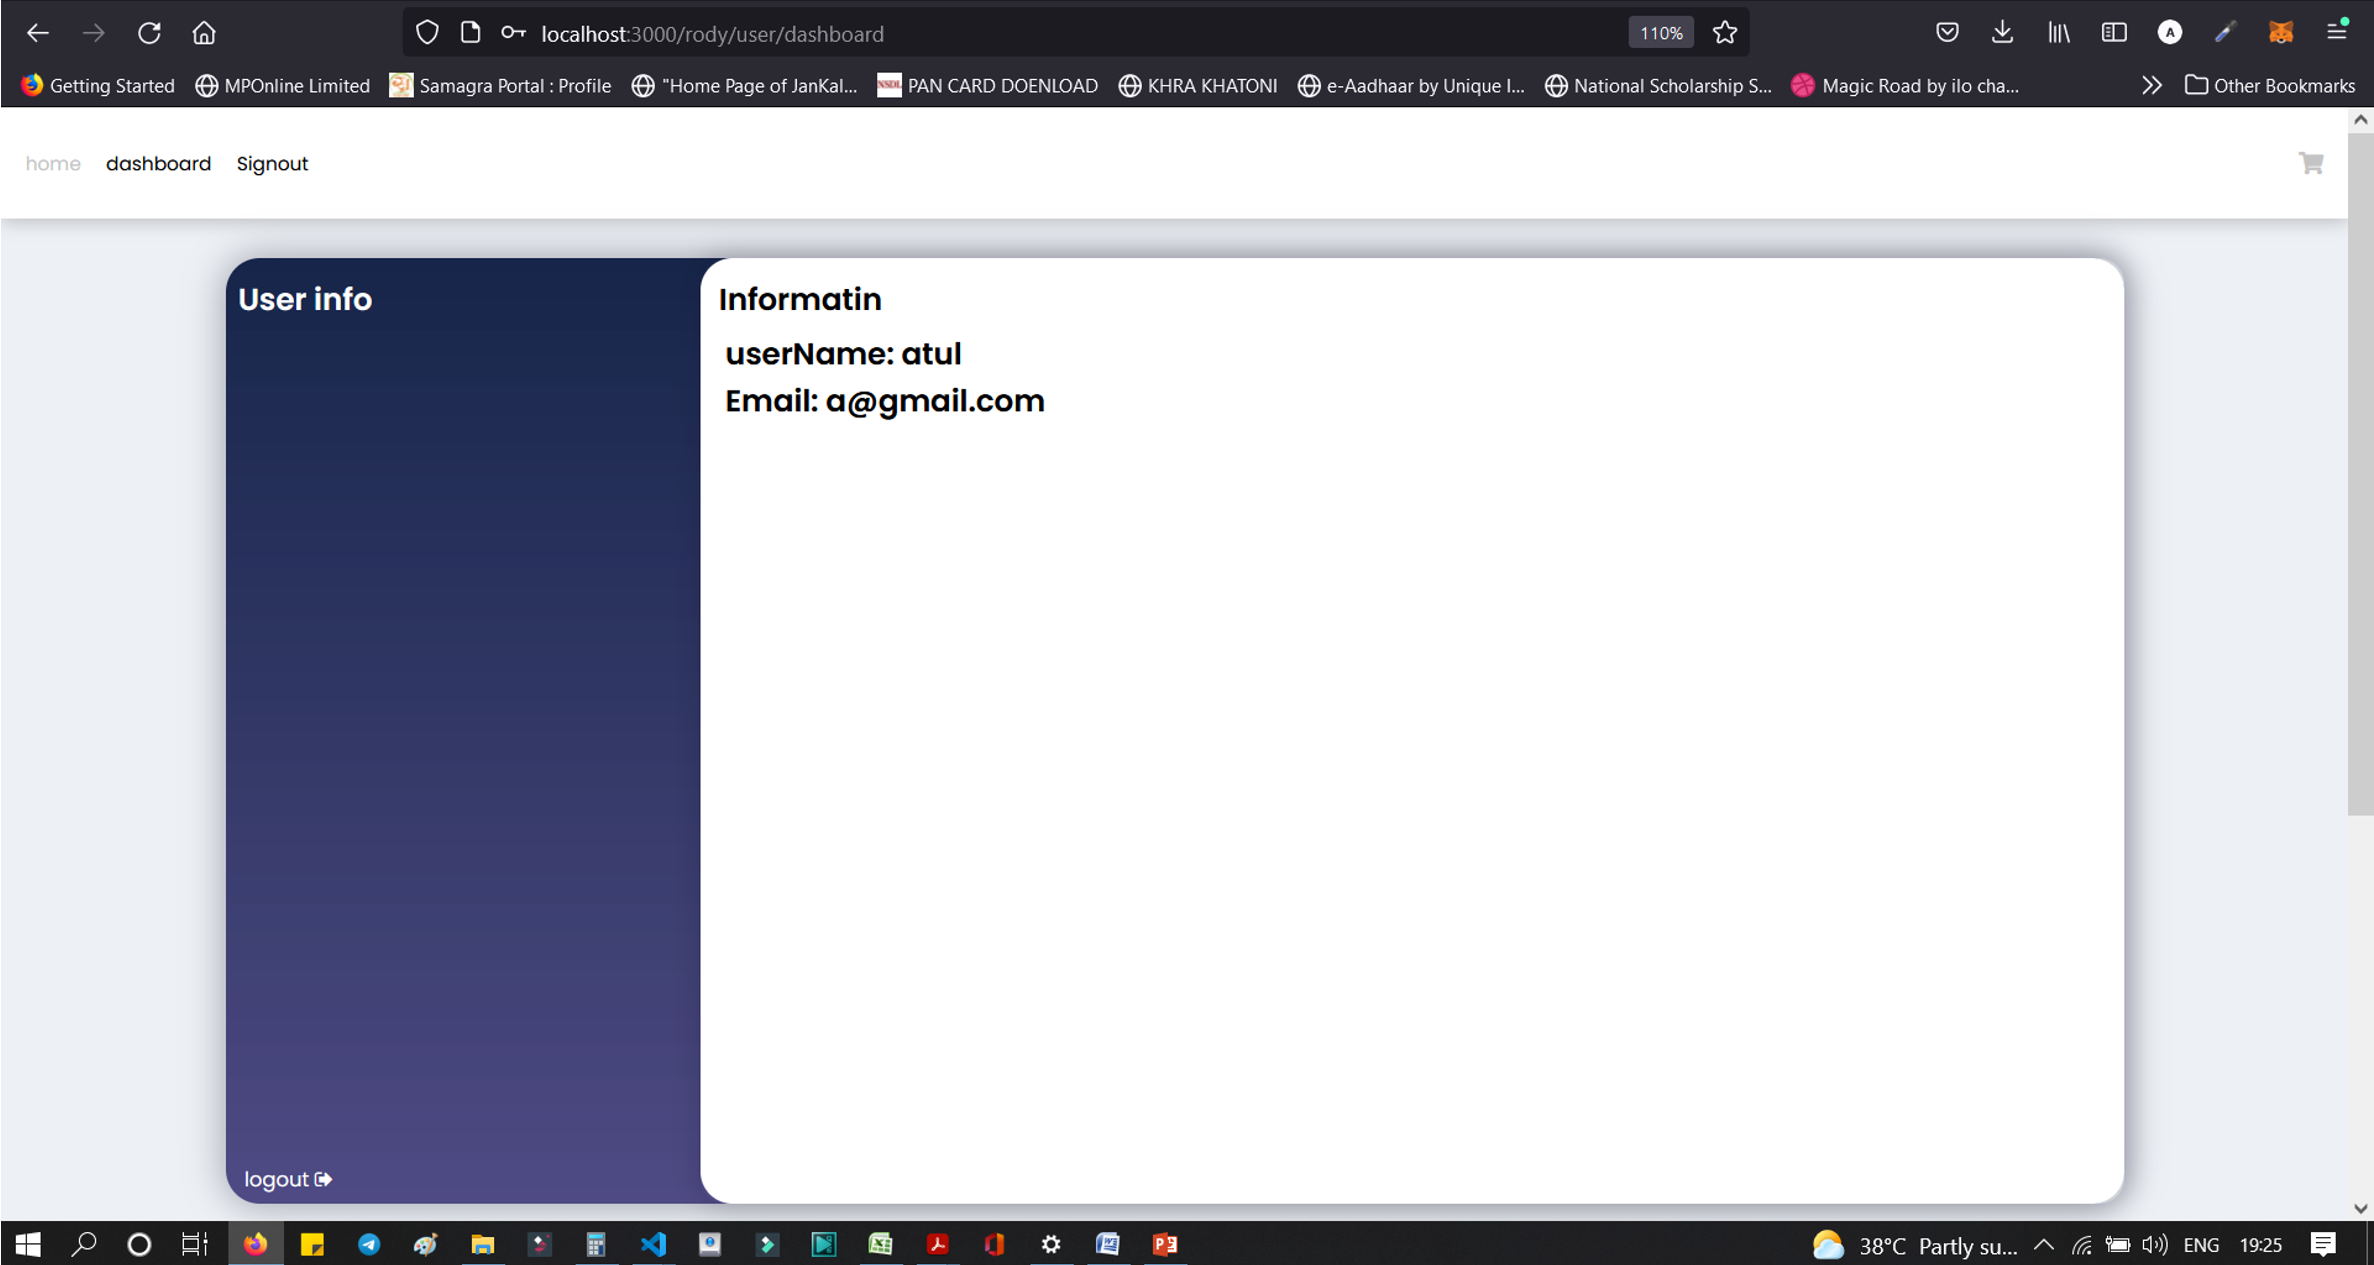 localhost:3000/rody/user/dashboard 110% A
Getting Started MPOnline Limited Samagra Portal : Profile "Home Page of JanKal... NSDL PAN CARD DOENLOAD KHRA KHATONI e-Aadhaar by Unique I... National Scholarship S... Magic Road by ilo cha... Other Bookmarks
home dashboard Signout
User info
Informatin
userName: atul
Email: a@gmail.com
logout
38°C Partly su... ENG 19:25